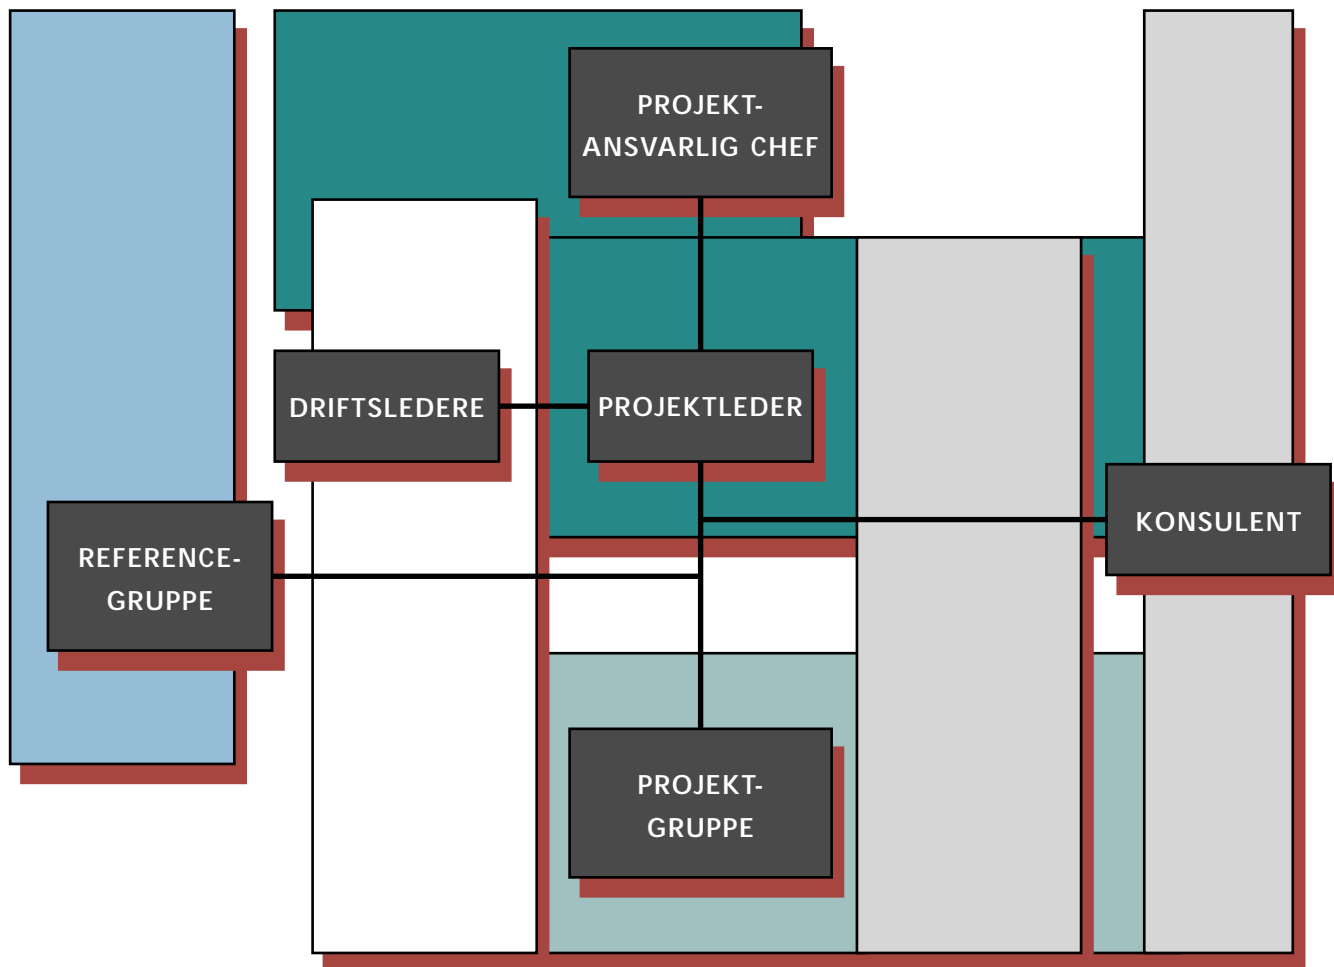 PROJEKT-
ANSVARLIG CHEF
DRIFTSLEDERE
PROJEKTLEDER
KONSULENT
REFERENCE-
GRUPPE
PROJEKT-
GRUPPE